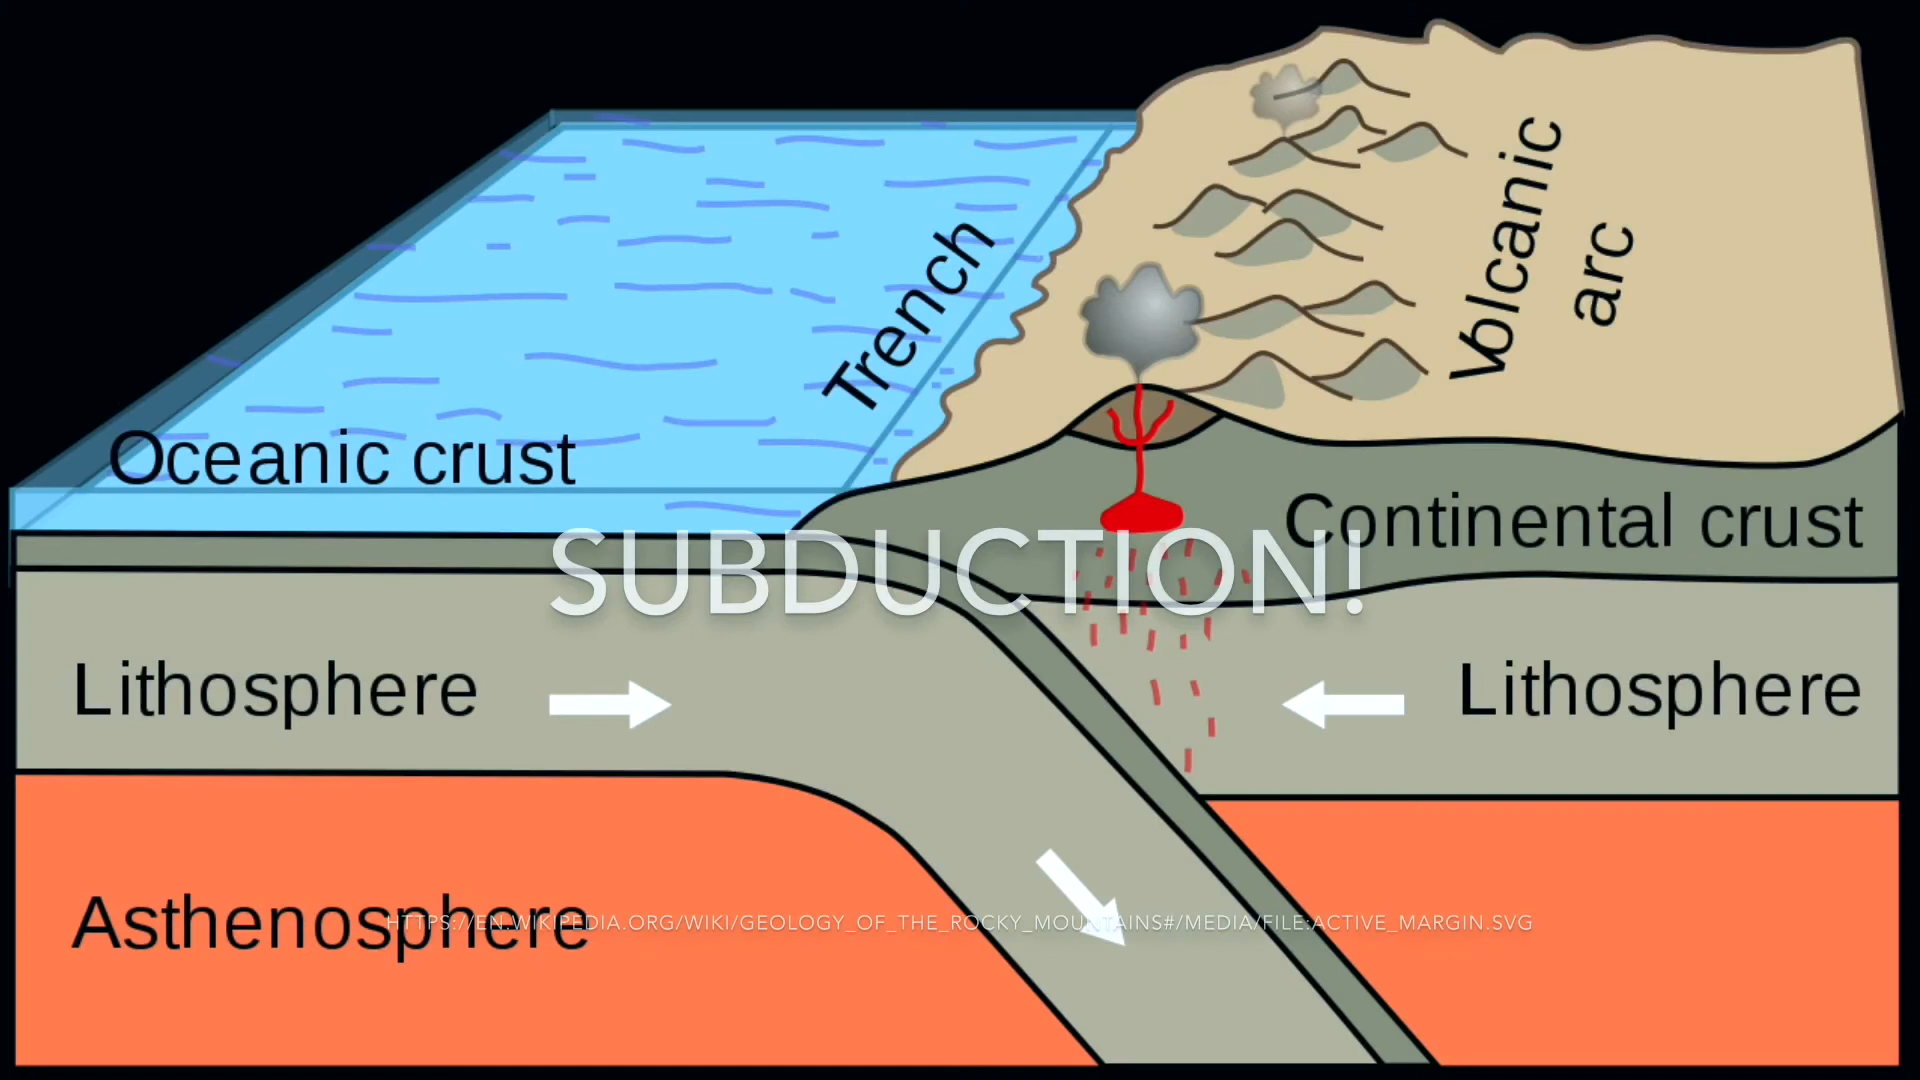 Volcanic
arc
Trench
Oceanic crust
Continental crust
SUBDUCTION!
Lithosphere
Lithosphere
Asthenosphere
HTTPS://EN.WIKIPEDIA.ORG/WIKI/GEOLOGY_OF_THE_ROCKY_MOUNTAINS#/MEDIA/FILE:ACTIVE_MARGIN.SVG